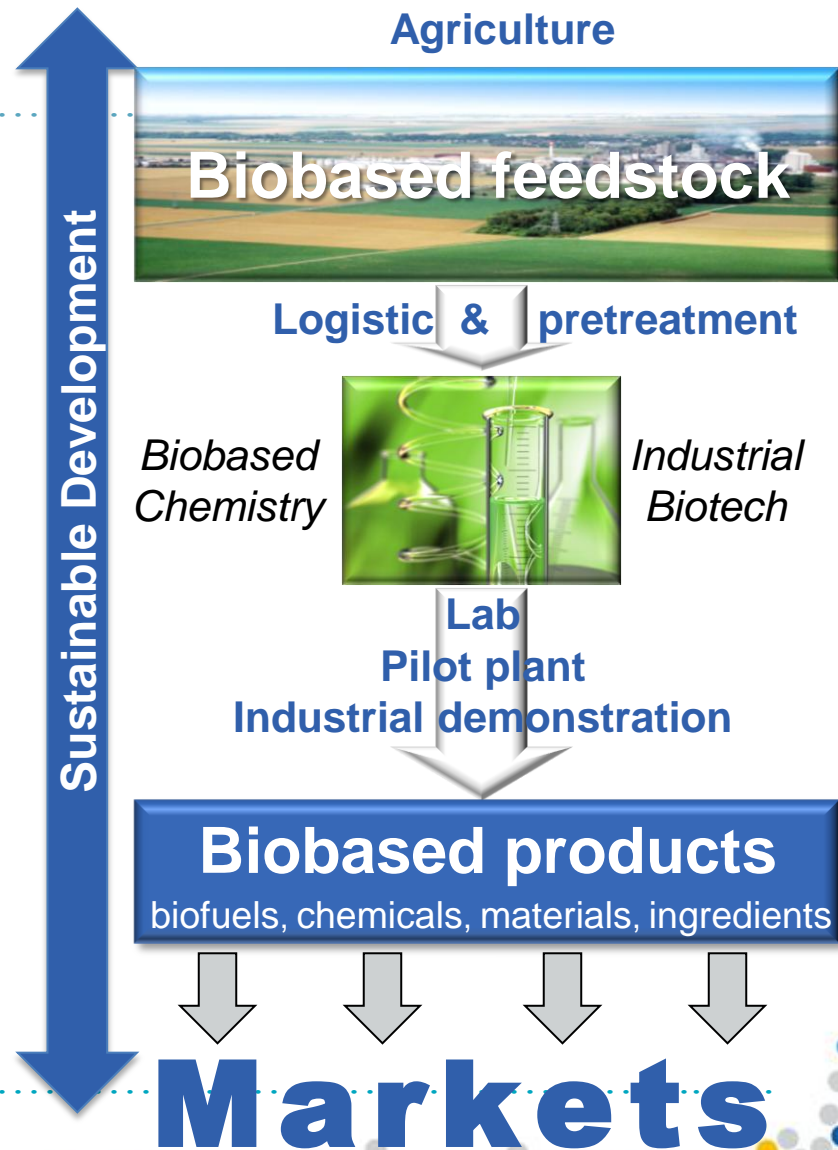 Agriculture
Biobased feedstock
Logistic & pretreatment
Sustainable Development
Biobased
Chemistry
Industrial
Biotech
Lab
Pilot plant
Industrial demonstration
Biobased products
biofuels, chemicals, materials, ingredients
Markets